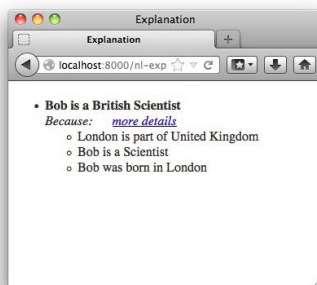 Explanation
Explanation
localhost:8000/nl-exp
Bob is a British Scientist
Because: more details
London is part of United Kingdom
Bob is a Scientist
Bob was born in London